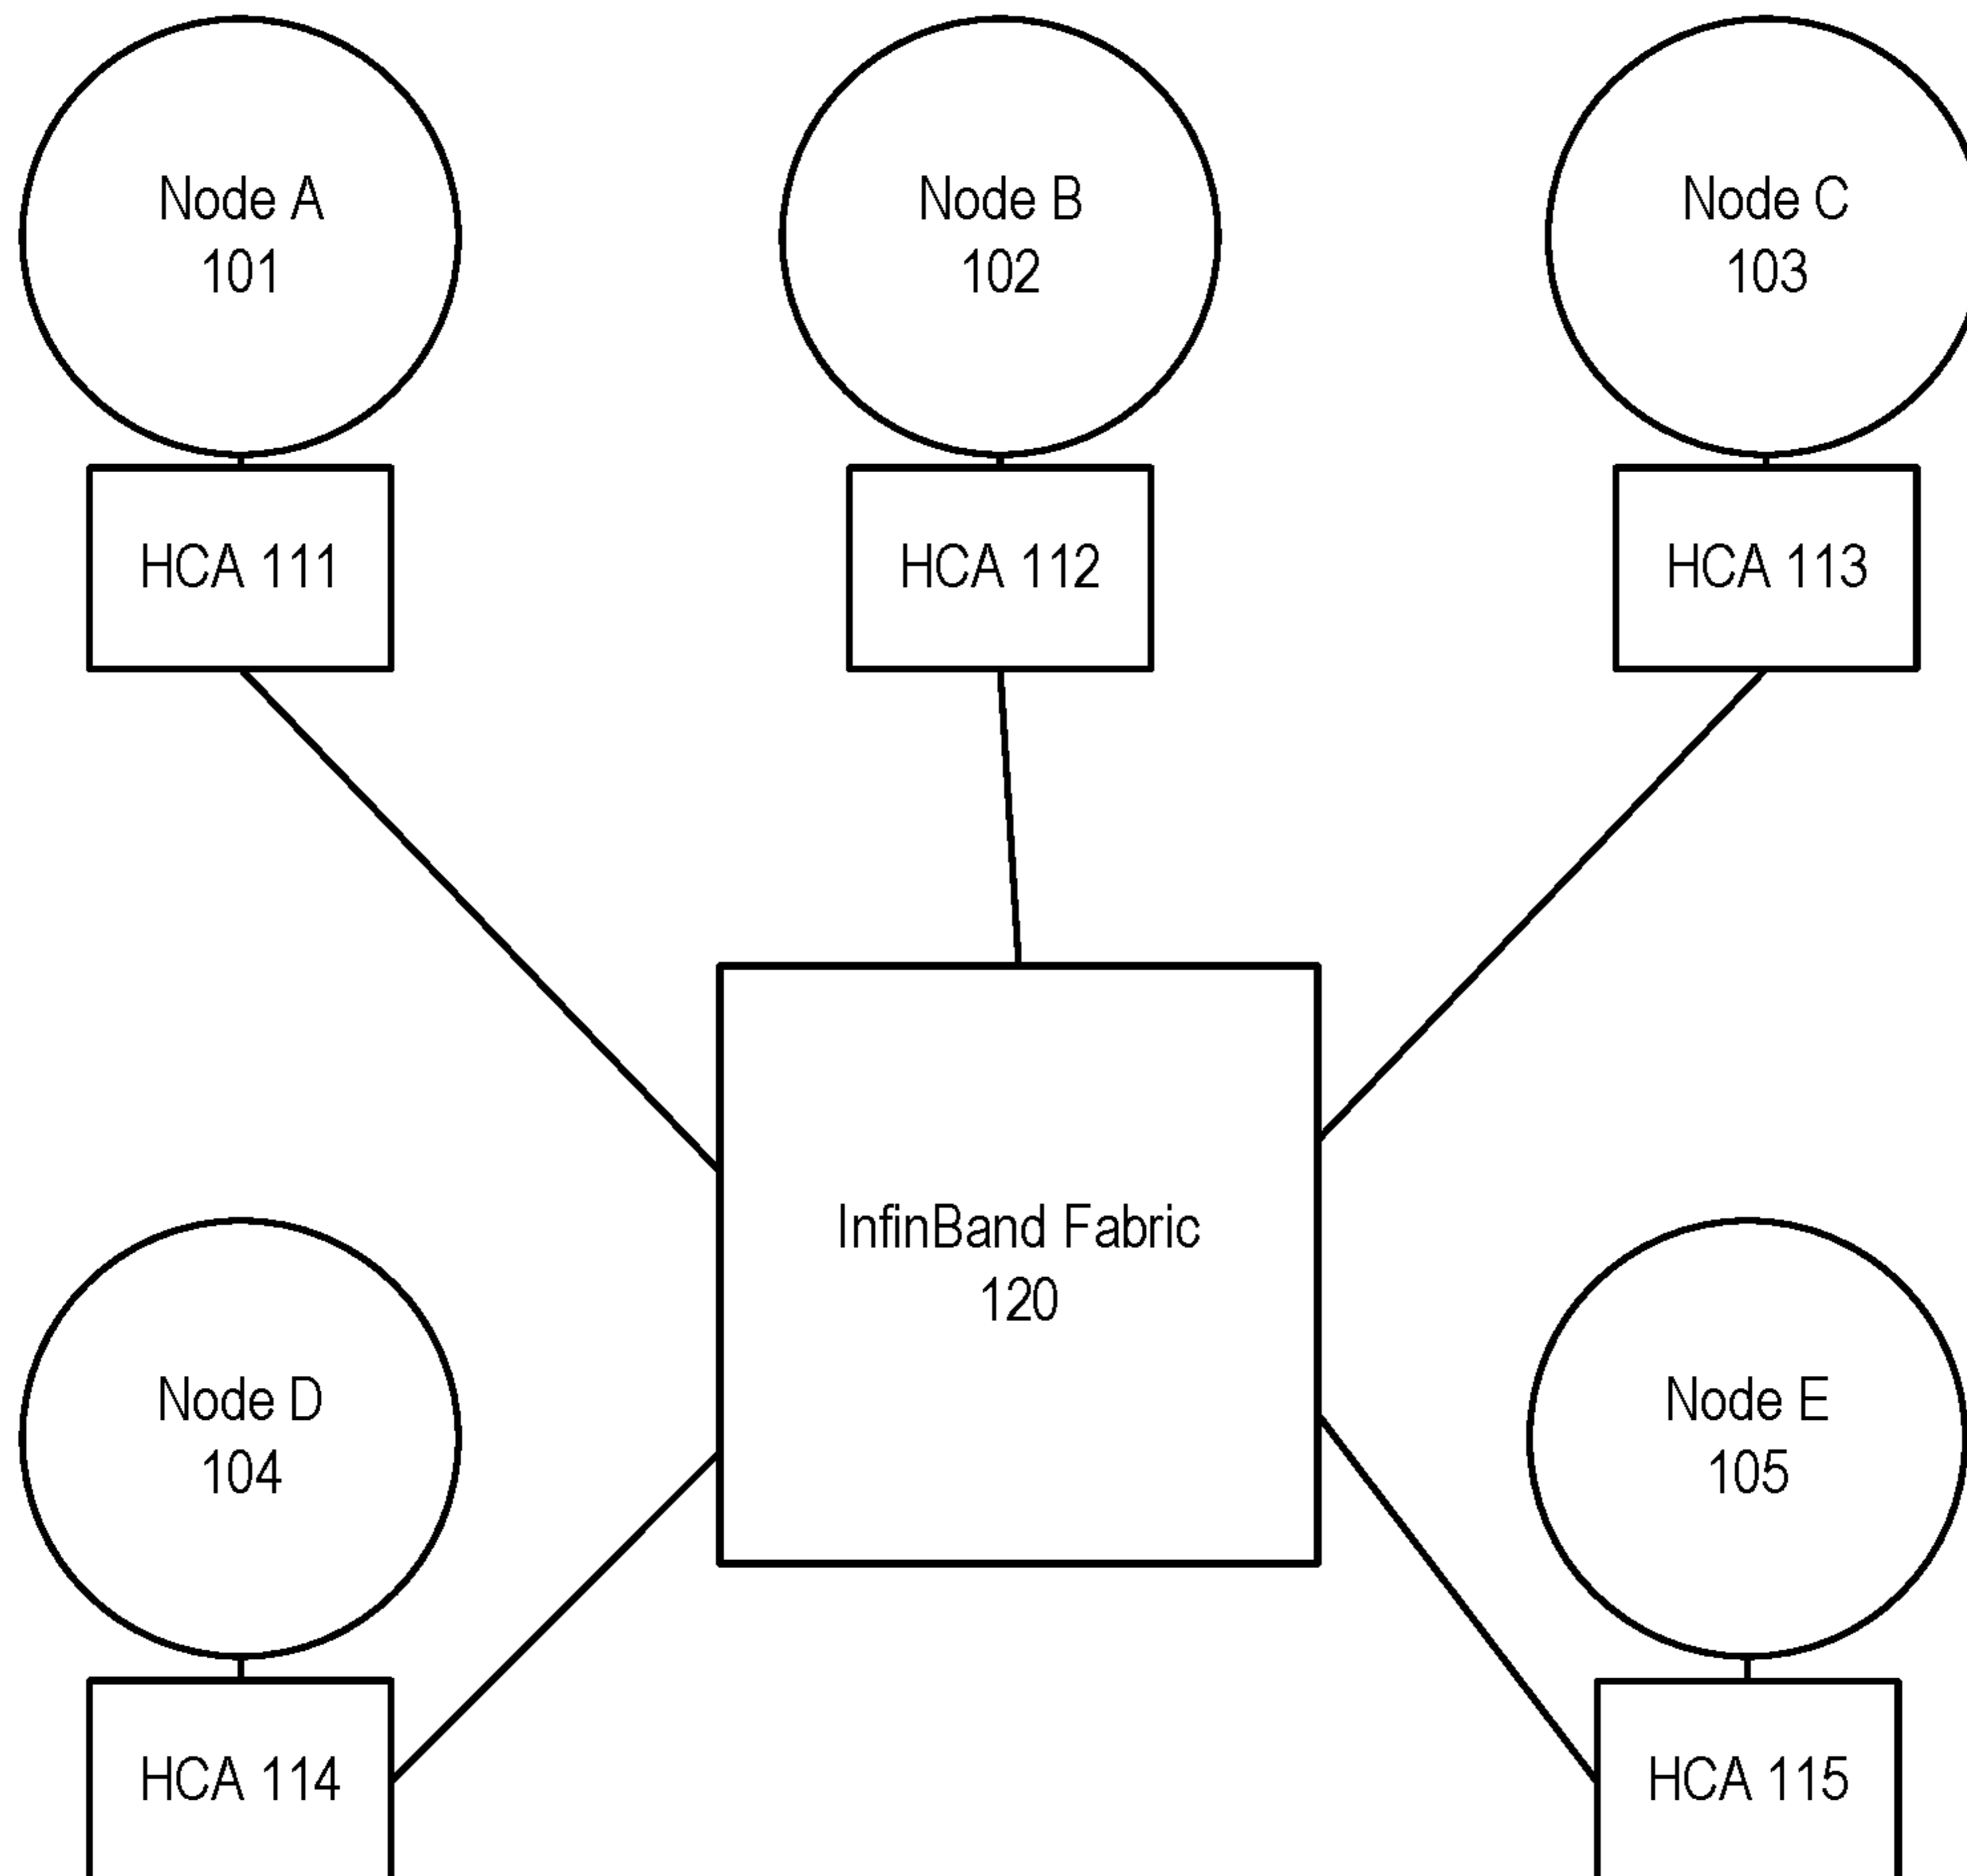 Node A
101
Node B
102
Node C
103
HCA 111
HCA 112
HCA 113
InfinBand Fabric
120
Node D
104
Node E
105
HCA 114
HCA 115